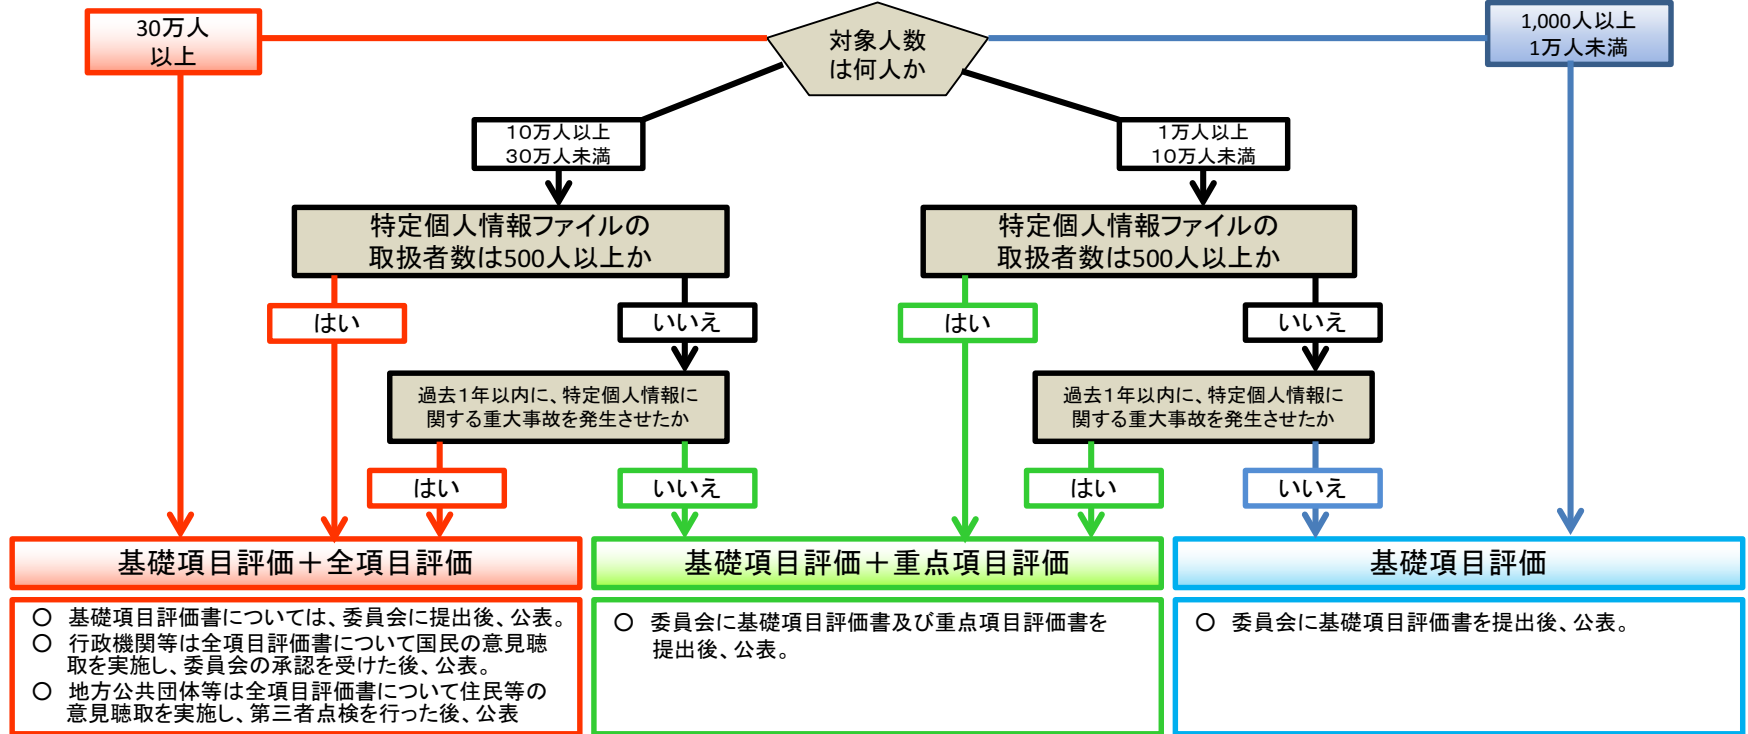 30万人
以上
対象人数
は何人か
1,000人以上
1万人未満
10万人以上
30万人未満
1万人以上
10万人未満
特定個人情報ファイルの
取扱者数は500人以上か
特定個人情報ファイルの
取扱者数は500人以上か
はい
いいえ
はい
いいえ
過去1年以内に、特定個人情報に
関する重大事故を発生させたか
過去1年以内に、特定個人情報に
関する重大事故を発生させたか
はい
いいえ
はい
いいえ
基礎項目評価＋全項目評価
基礎項目評価＋重点項目評価
基礎項目評価
○ 基礎項目評価書については、委員会に提出後、公表。
○ 行政機関等は全項目評価書について国民の意見聴
取を実施し、委員会の承認を受けた後、公表。
○ 地方公共団体等は全項目評価書について住民等の
意見聴取を実施し、第三者点検を行った後、公表
○ 委員会に基礎項目評価書及び重点項目評価書を
提出後、公表。
○ 委員会に基礎項目評価書を提出後、公表。